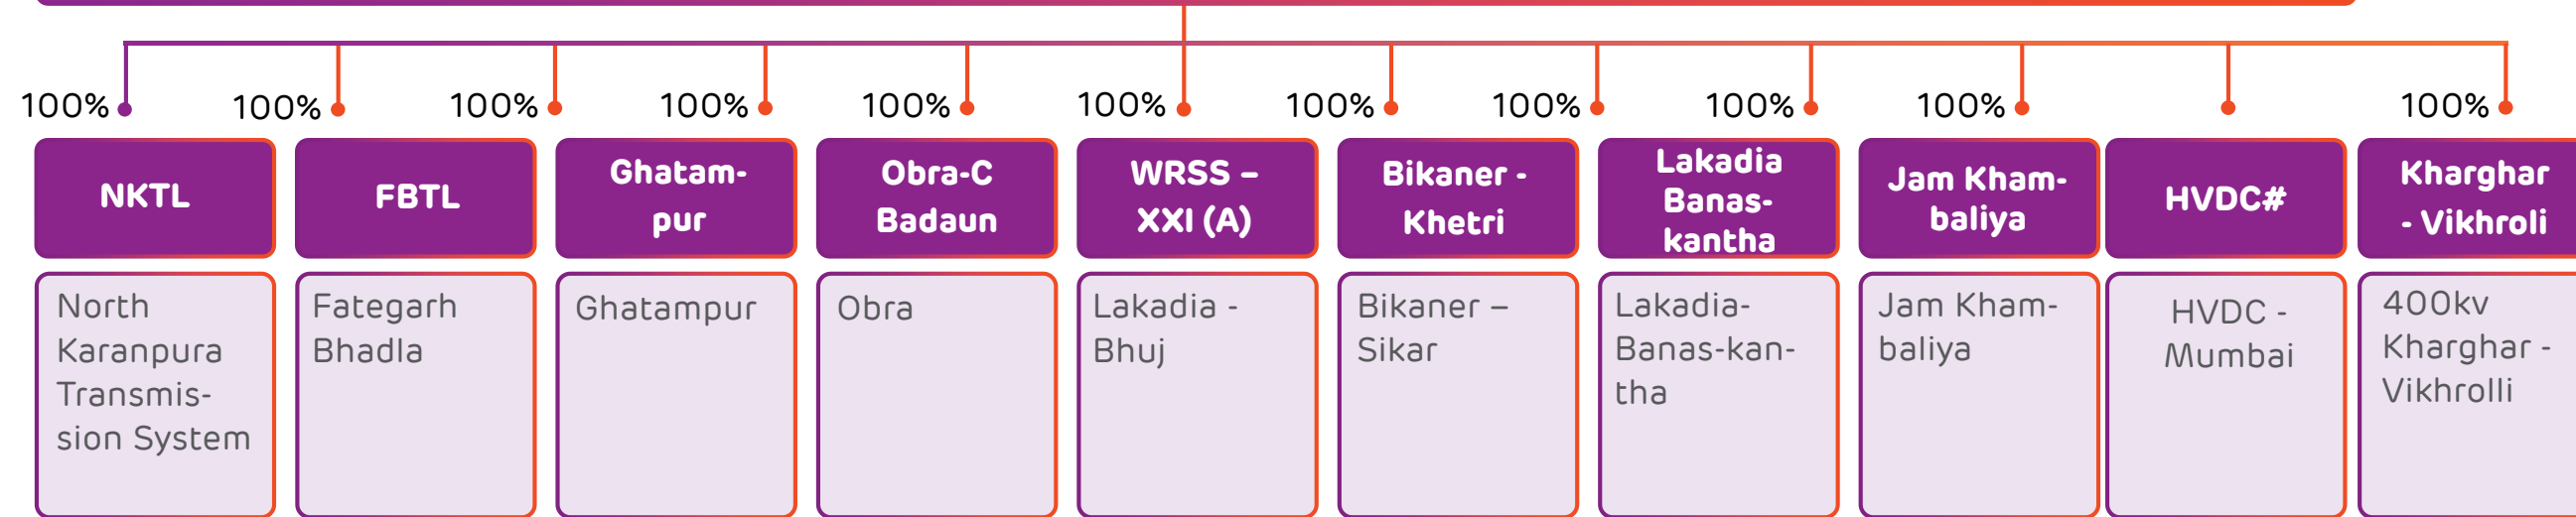 100% 100% 100% 100% 100% 100% 100% 100% 100% 100% 100%
NKTL
FBTL
Ghatam-
pur
Obra-C
Badaun
WRSS –
XXI (A)
Bikaner -
Khetri
Lakadia
Banas-
kantha
Jam Kham-
baliya
HVDC#
Kharghar
- Vikhroli
North
Karanpura
Transmis-
sion System
Fategarh
Bhadla
Ghatampur
Obra
Lakadia -
Bhuj
Bikaner –
Sikar
Lakadia-
Banas-kan-
tha
Jam Kham-
baliya
HVDC -
Mumbai
400kv
Kharghar -
Vikhrolli